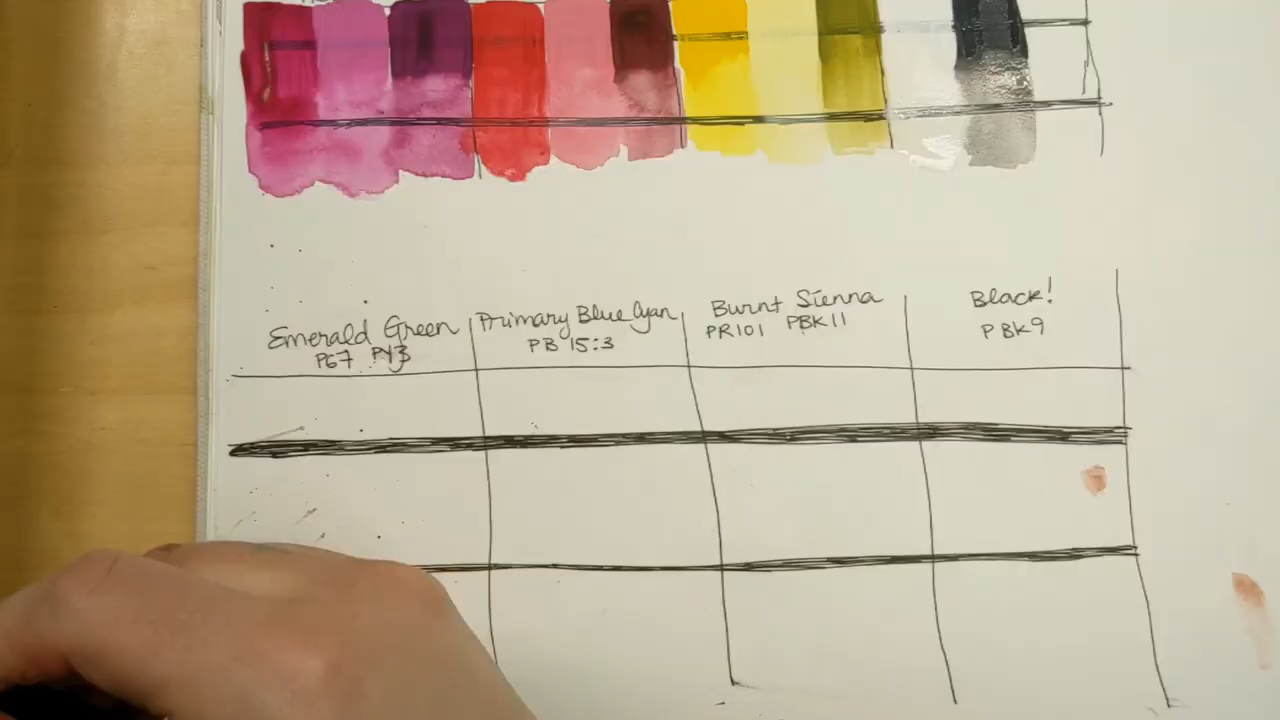 Emerald Green
PG7 PY3
Primary Blue Cyan
PB 15:3
Burnt Sienna
PR101 PBK11
Black!
PBK9